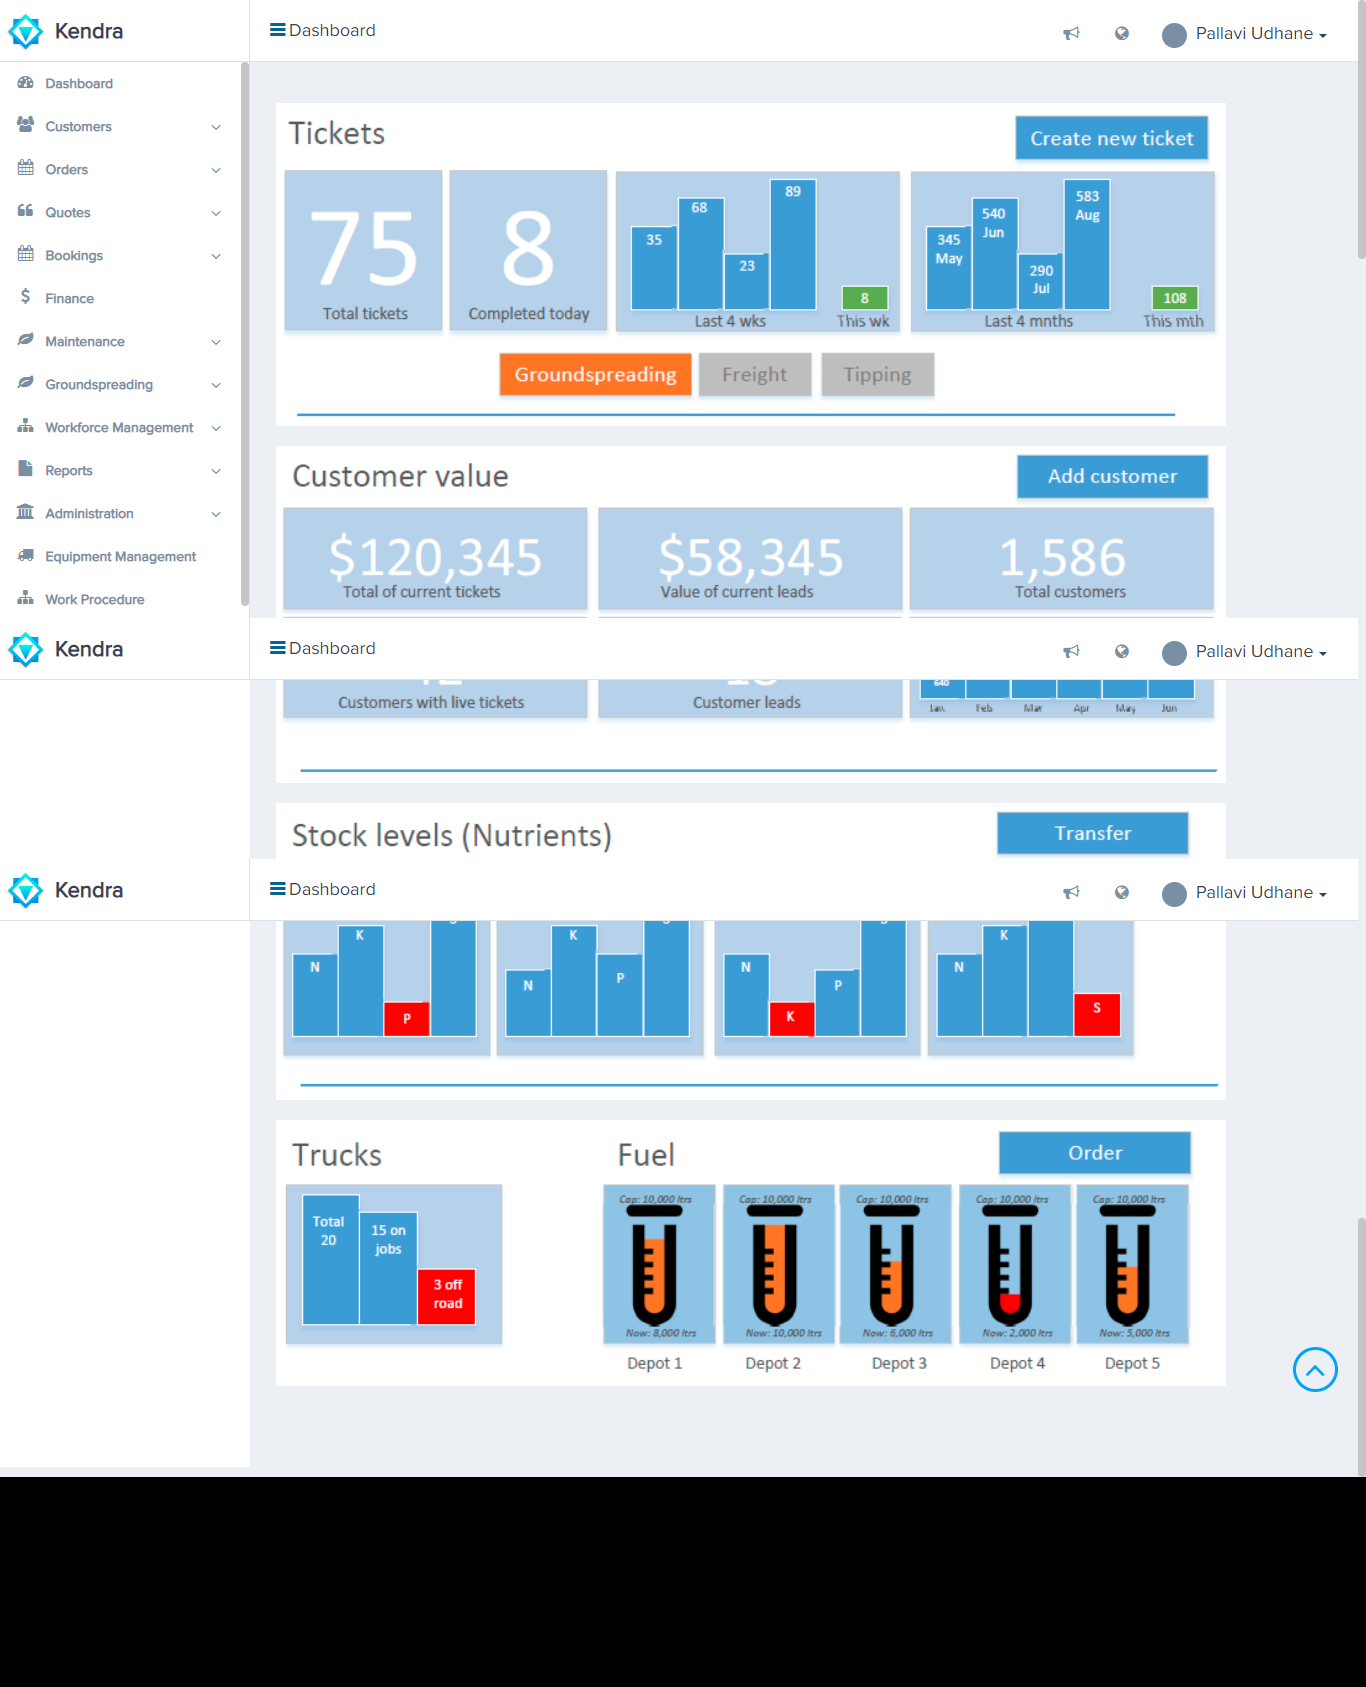 Kendra
Dashboard
Pallavi Udhane
Dashboard
Customers
Orders
Quotes
Bookings
Finance
Maintenance
Groundspreading
Workforce Management
Reports
Administration
Equipment Management
Work Procedure
Tickets
Create new ticket
75
Total tickets
8
Completed today
35
68
23
89
8
Last 4 wks
This wk
345
May
540
Jun
290
Jul
583
Aug
108
Last 4 mnths
This mth
Groundspreading
Freight
Tipping
Customer value
Add customer
$120,345
Total of current tickets
$58,345
Value of current leads
1,586
Total customers
Kendra
Dashboard
Pallavi Udhane
Customers with live tickets
Customer leads
640
Jan
Feb
Mar
Apr
May
Jun
Stock levels (Nutrients)
Transfer
Kendra
Dashboard
Pallavi Udhane
N
K
P
N
K
P
N
K
P
N
K
S
Trucks
Total
20
15 on
jobs
3 off
road
Fuel
Order
Cap: 10,000 ltrs
Cap: 10,000 ltrs
Cap: 10,000 ltrs
Cap: 10,000 ltrs
Cap: 10,000 ltrs
Now: 8,000 ltrs
Now: 10,000 ltrs
Now: 6,000 ltrs
Now: 2,000 ltrs
Now: 5,000 ltrs
Depot 1
Depot 2
Depot 3
Depot 4
Depot 5